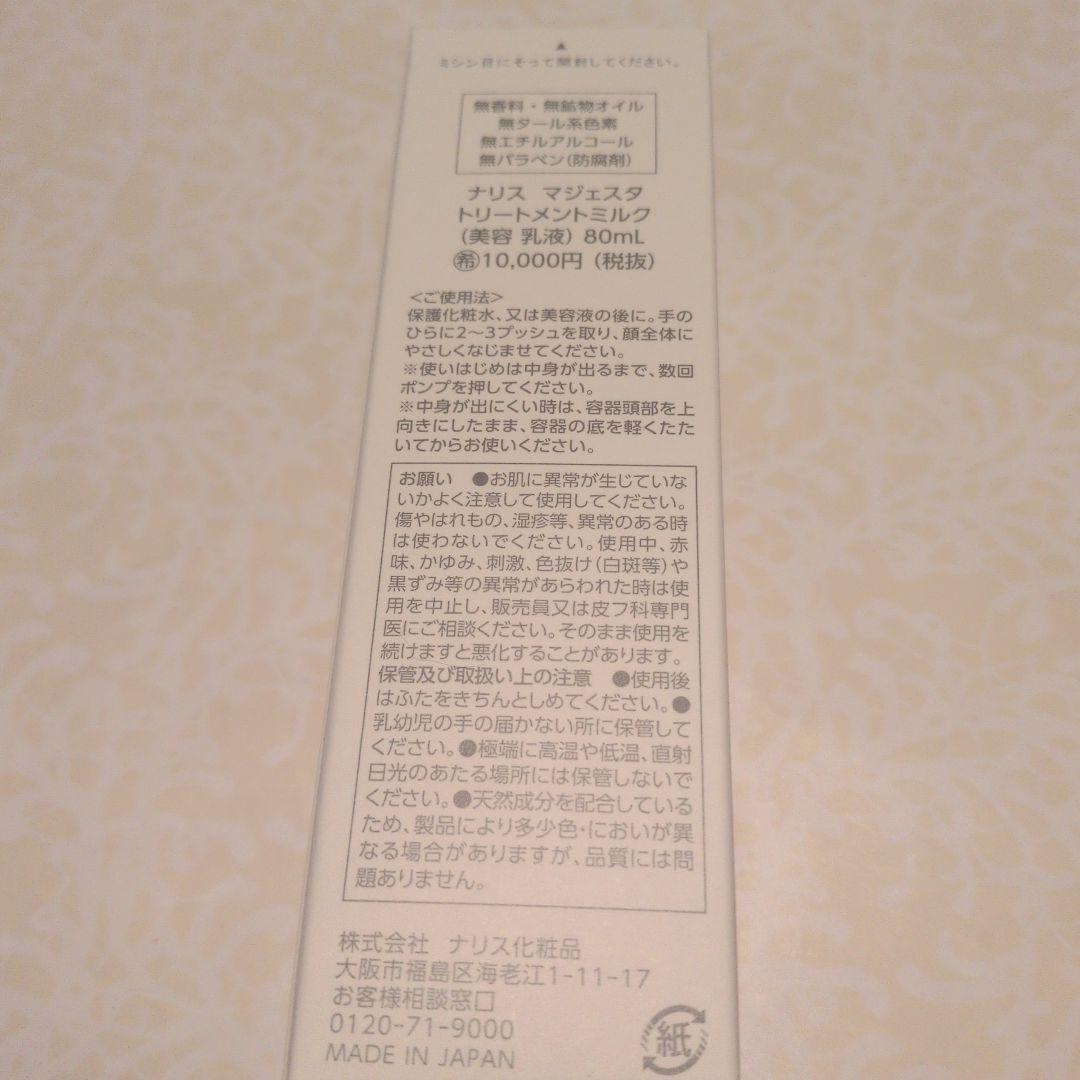 ▲
ミシン目にそって開封してください。
無香料・無鉱物オイル
無タール系色素
無エチルアルコール
無パラベン(防腐剤)
ナリス マジェスタ
トリートメントミルク
(美容 乳液) 80mL
㊗10,000円 (税抜)
<ご使用法>
保護化粧水、又は美容液の後に。手の
ひらに2〜3プッシュを取り、顔全体に
やさしくなじませてください。
※使いはじめは中身が出るまで、数回
ポンプを押してください。
※中身が出にくい時は、容器頭部を上
向きにしたまま、容器の底を軽くたた
いてからお使いください。
お願い ●お肌に異常が生じていな
いかよく注意して使用してください。
傷やはれもの、湿疹等、異常のある時
は使わないでください。使用中、赤
味、かゆみ、刺激、色抜け(白斑等)や
黒ずみ等の異常があらわれた時は使
用を中止し、販売員又は皮フ科専門
医にご相談ください。そのまま使用を
続けますと悪化することがあります。
保管及び取扱い上の注意 ●使用後
はふたをきちんとしめてください。●
乳幼児の手の届かない所に保管して
ください。●極端に高温や低温、直射
日光のあたる場所には保管しないで
ください。●天然成分を配合している
ため、製品により多少色・においが異
なる場合がありますが、品質には問
題ありません。
株式会社 ナリス化粧品
大阪市福島区海老江1-11-17
お客様相談窓口
0120-71-9000
MADE IN JAPAN
紙